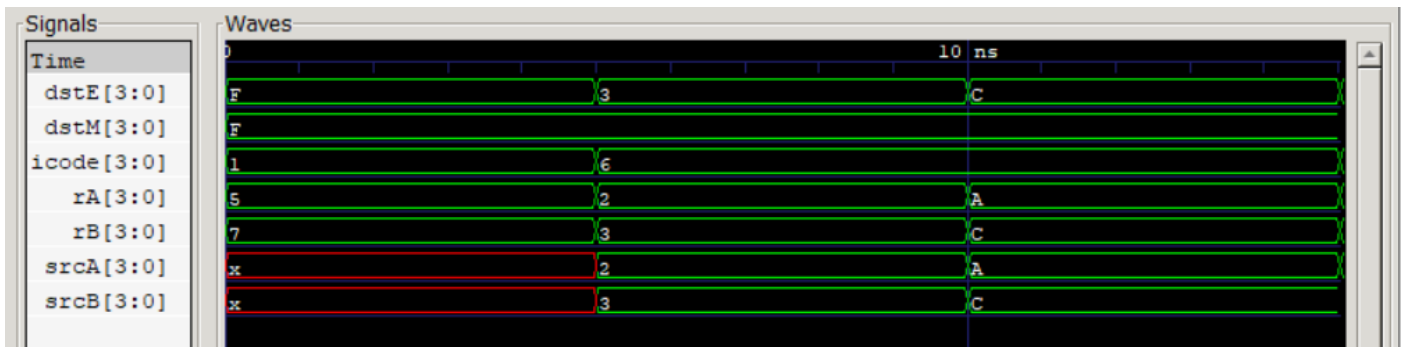 Signals Waves
Time 0 10 ns
dstE[3:0] F 3 C
dstM[3:0] F
icode[3:0] 1 6
rA[3:0] 5 2 A
rB[3:0] 7 3 C
srcA[3:0] x 2 A
srcB[3:0] x 3 C